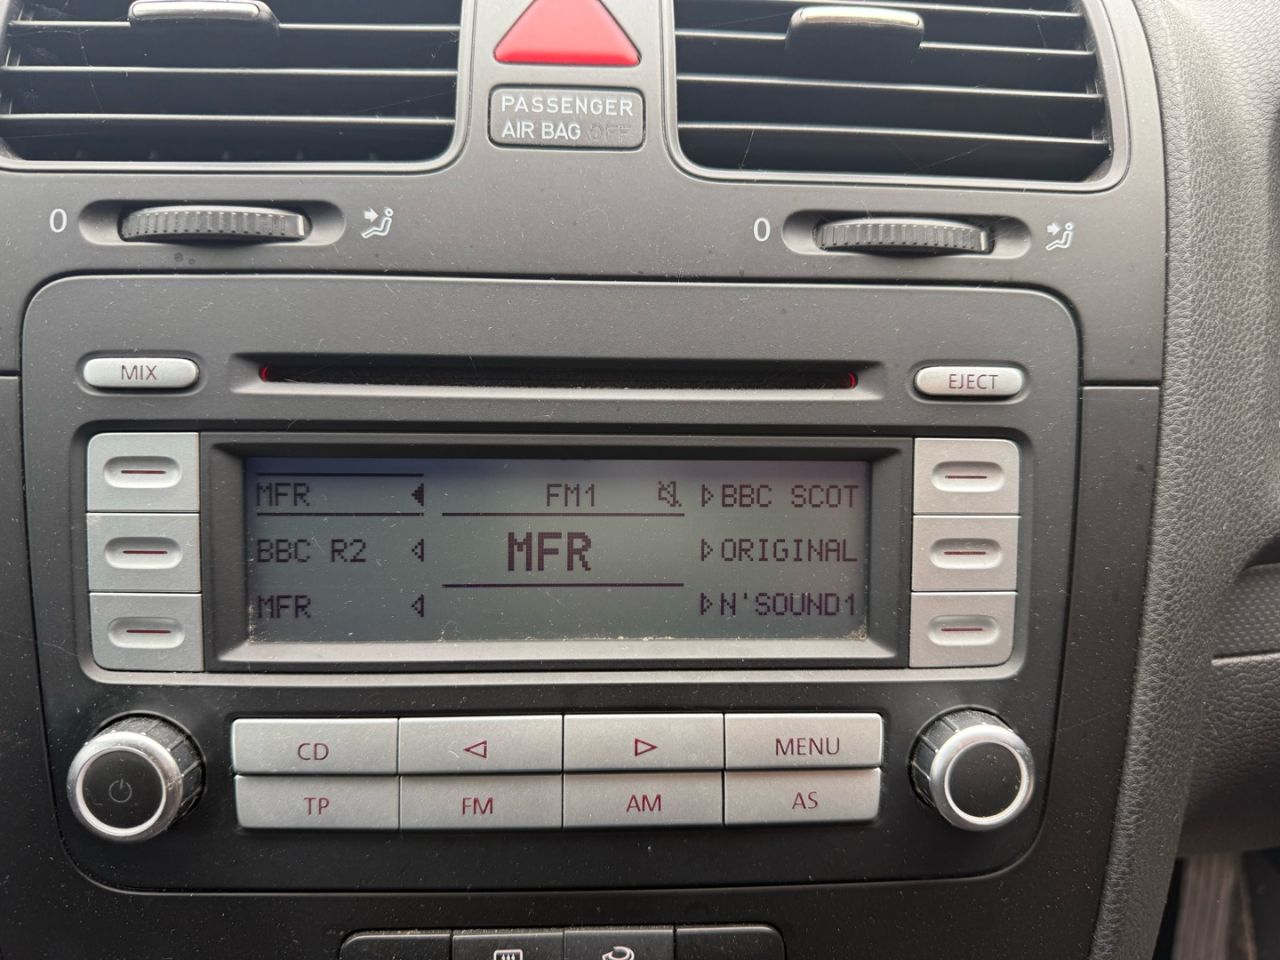 PASSENGER
AIR BAG OFF
0
0
MIX
EJECT
MFR
FM1
BBC SCOT
BBC R2
MFR
ORIGINAL
MFR
N'SOUND1
CD
MENU
TP
FM
AM
AS